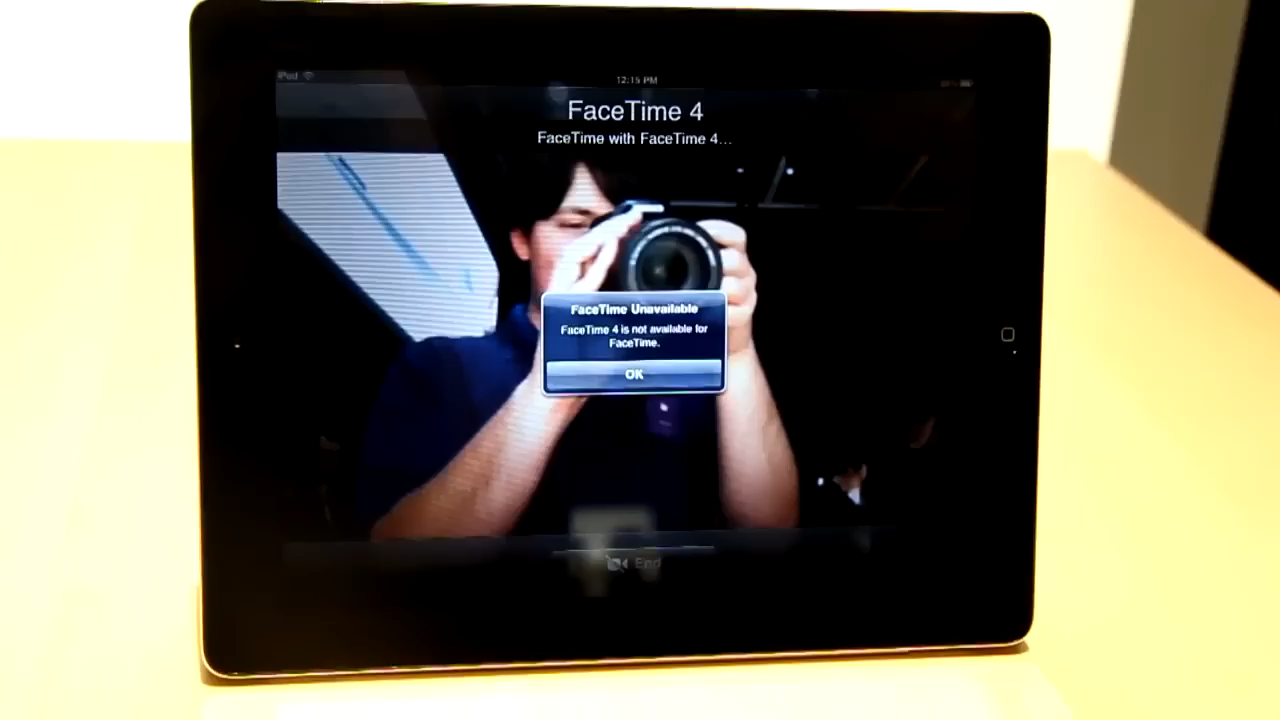 iPod
12:15 PM
FaceTime 4
FaceTime with FaceTime 4...
FaceTime Unavailable
FaceTime 4 is not available for
FaceTime.
OK
End